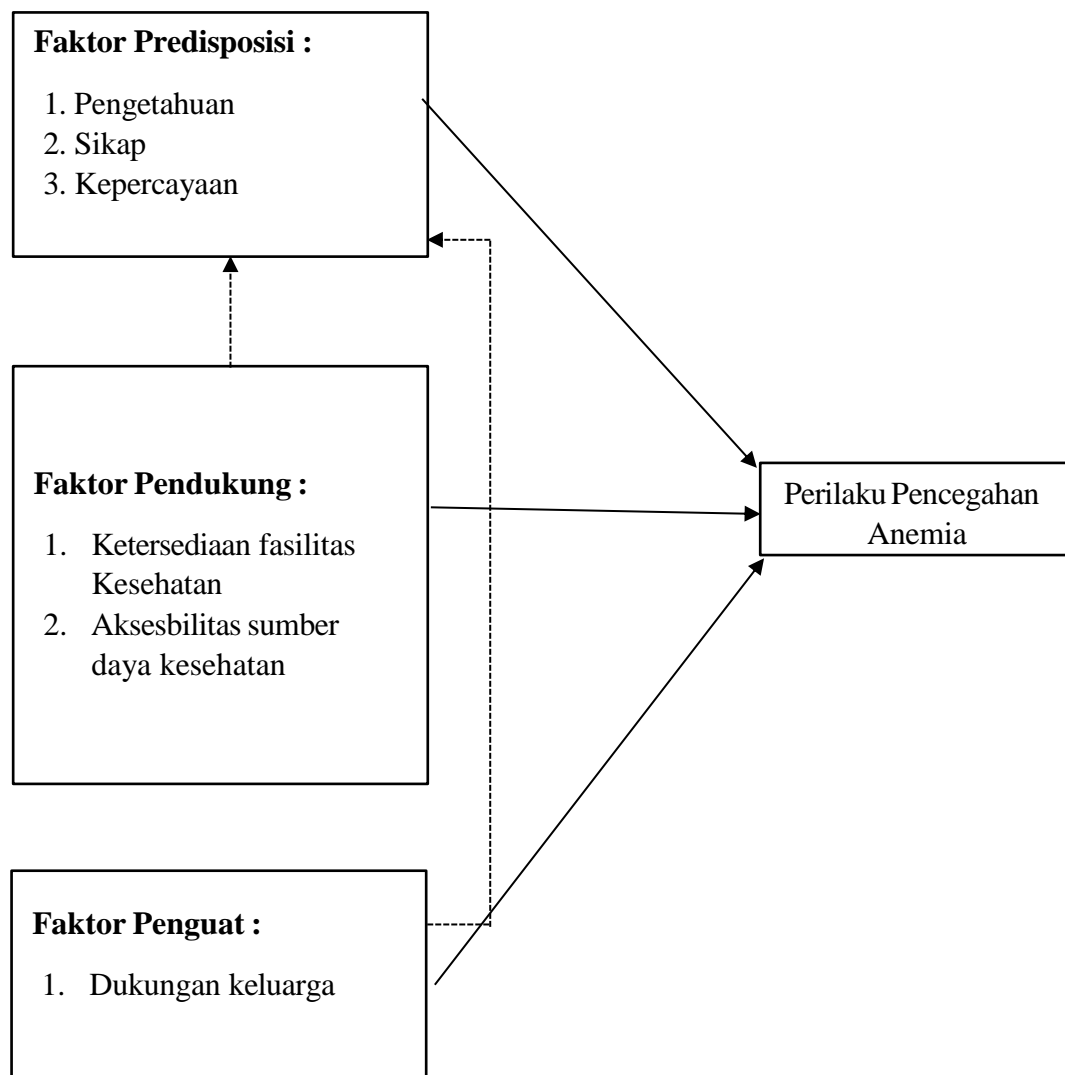 Faktor Predisposisi :
1. Pengetahuan
2. Sikap
3. Kepercayaan
Faktor Pendukung :
1. Ketersediaan fasilitas
Kesehatan
2. Aksesbilitas sumber
daya kesehatan
Perilaku Pencegahan
Anemia
Faktor Penguat :
1. Dukungan keluarga